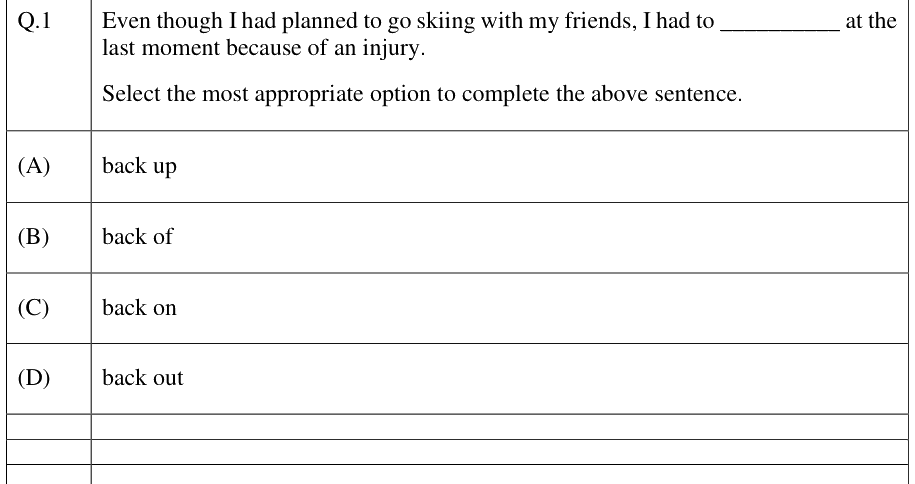 Q.1 Even though I had planned to go skiing with my friends, I had to __________ at the
last moment because of an injury.
Select the most appropriate option to complete the above sentence.
(A) back up
(B) back of
(C) back on
(D) back out